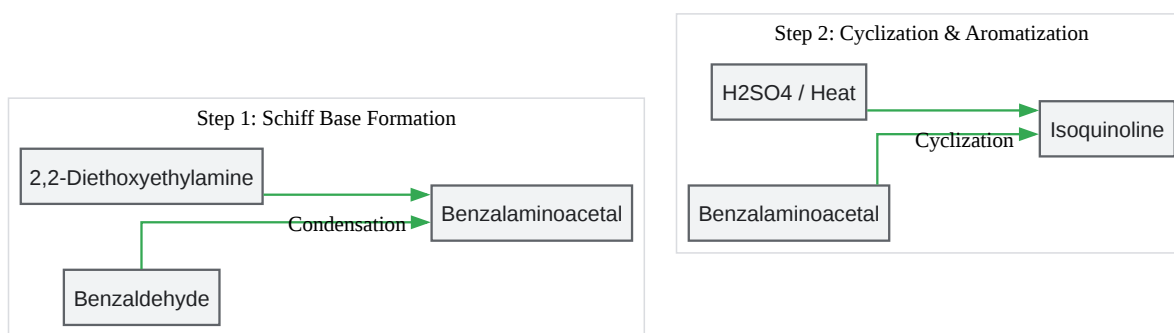 Step 1: Schiff Base Formation
2,2-Diethoxyethylamine
Benzalaminoacetal
Condensation
Benzaldehyde
Step 2: Cyclization & Aromatization
H2SO4 / Heat
Isoquinoline
Cyclization
Benzalaminoacetal